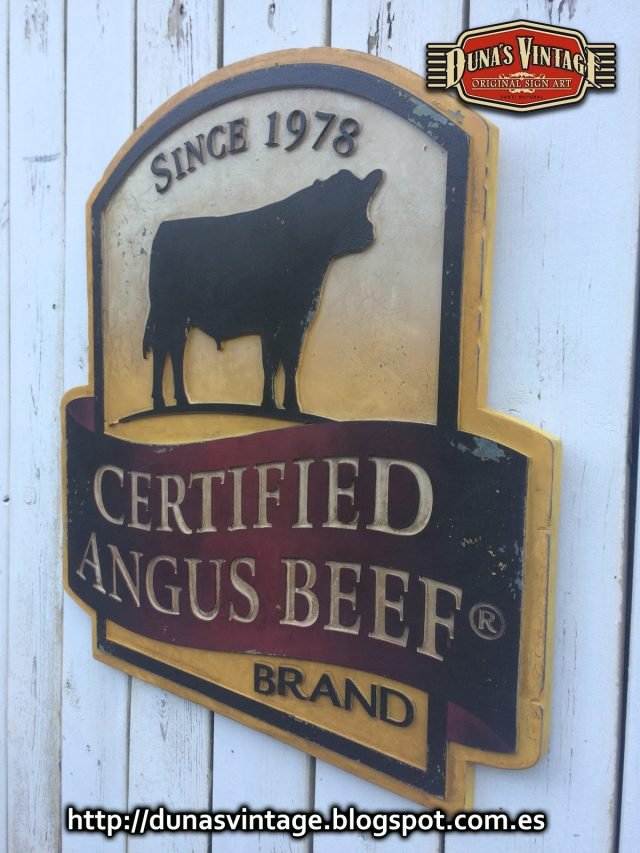 DUNA'S VINTAGE
ORIGINAL SIGN ART
SINCE 1978
CERTIFIED
ANGUS BEEF®
BRAND
http://dunasvintage.blogspot.com.es